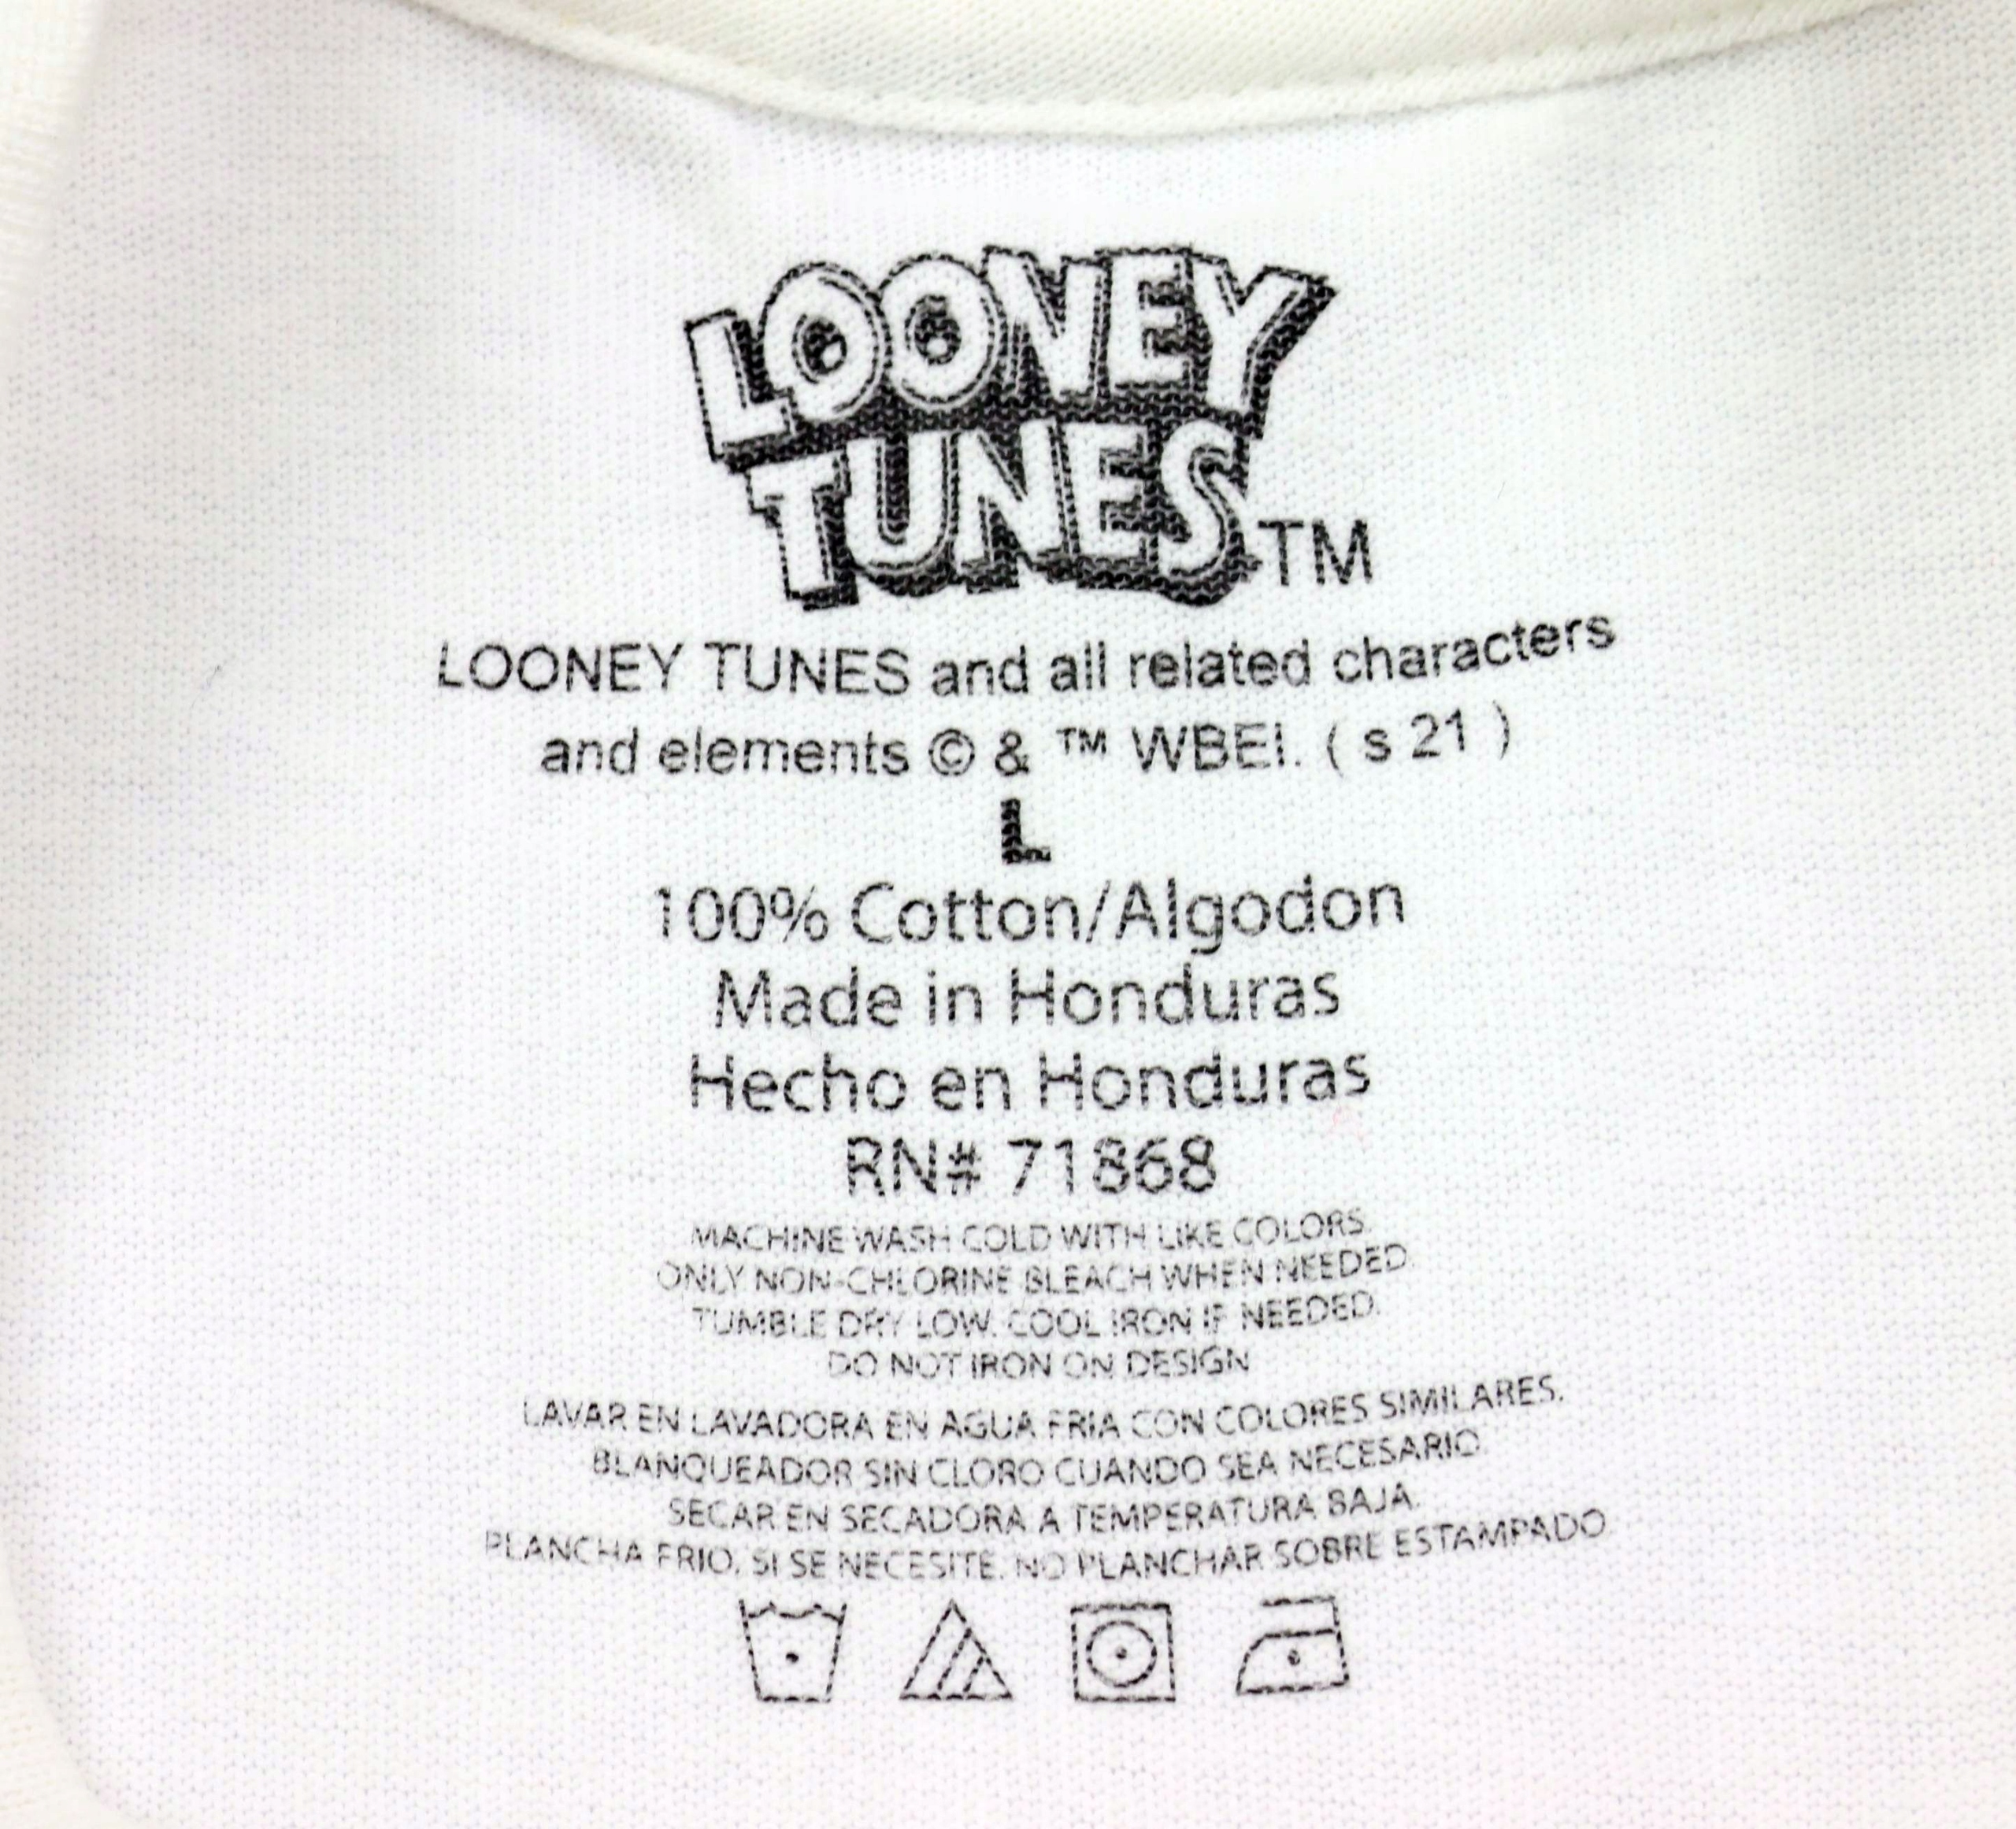 LOONEY
TUNES TM
LOONEY TUNES and all related characters
and elements © & ™ WBEI. ( s 21 )
L
100% Cotton/Algodon
Made in Honduras
Hecho en Honduras
RN# 71868
MACHINE WASH COLD WITH LIKE COLORS.
ONLY NON-CHLORINE BLEACH WHEN NEEDED.
TUMBLE DRY LOW. COOL IRON IF NEEDED.
DO NOT IRON ON DESIGN
LAVAR EN LAVADORA EN AGUA FRIA CON COLORES SIMILARES.
BLANQUEADOR SIN CLORO CUANDO SEA NECESARIO.
SECAR EN SECADORA A TEMPERATURA BAJA.
PLANCHA FRIO, SI SE NECESITE. NO PLANCHAR SOBRE ESTAMPADO